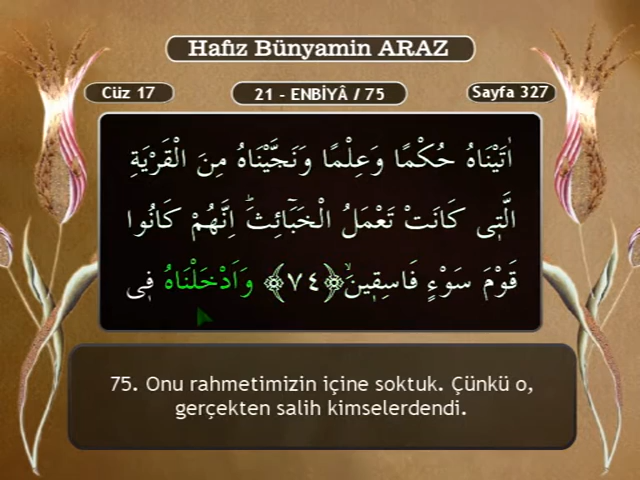 Hafız Bünyamin ARAZ
Cüz 17
21 - ENBİYÂ / 75
Sayfa 327
اٰتَيْنَاهُ حُكْمًا وَعِلْمًا وَنَجَّيْنَاهُ مِنَ الْقَرْيَةِ
الَّت۪ى كَانَتْ تَعْمَلُ الْخَبَٓائِثَۜ اِنَّهُمْ كَانُوا
قَوْمَ سَوْءٍ فَاسِق۪ينَۙ ﴿٧٤﴾ وَاَدْخَلْنَاهُ ف۪ى
75. Onu rahmetimizin içine soktuk. Çünkü o,
gerçekten salih kimselerdendi.